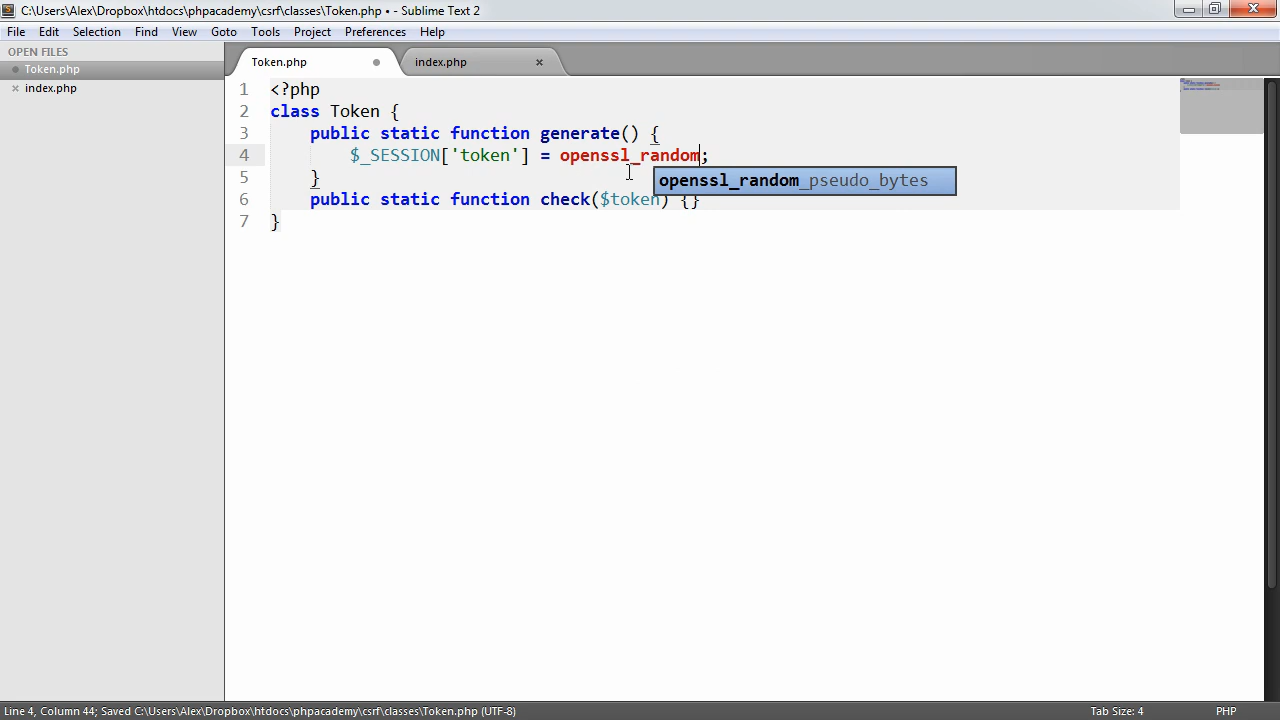 C:\Users\Alex\Dropbox\htdocs\phpacademy\csrf\classes\Token.php • - Sublime Text 2
File Edit Selection Find View Goto Tools Project Preferences Help
OPEN FILES
Token.php
index.php
Token.php index.php
1 <?php
2 class Token {
3 public static function generate() {
4 $_SESSION['token'] = openssl_random;
openssl_random_pseudo_bytes
5 }
6 public static function check($token) {}
7 }
Line 4, Column 44; Saved C:\Users\Alex\Dropbox\htdocs\phpacademy\csrf\classes\Token.php (UTF-8) Tab Size: 4 PHP